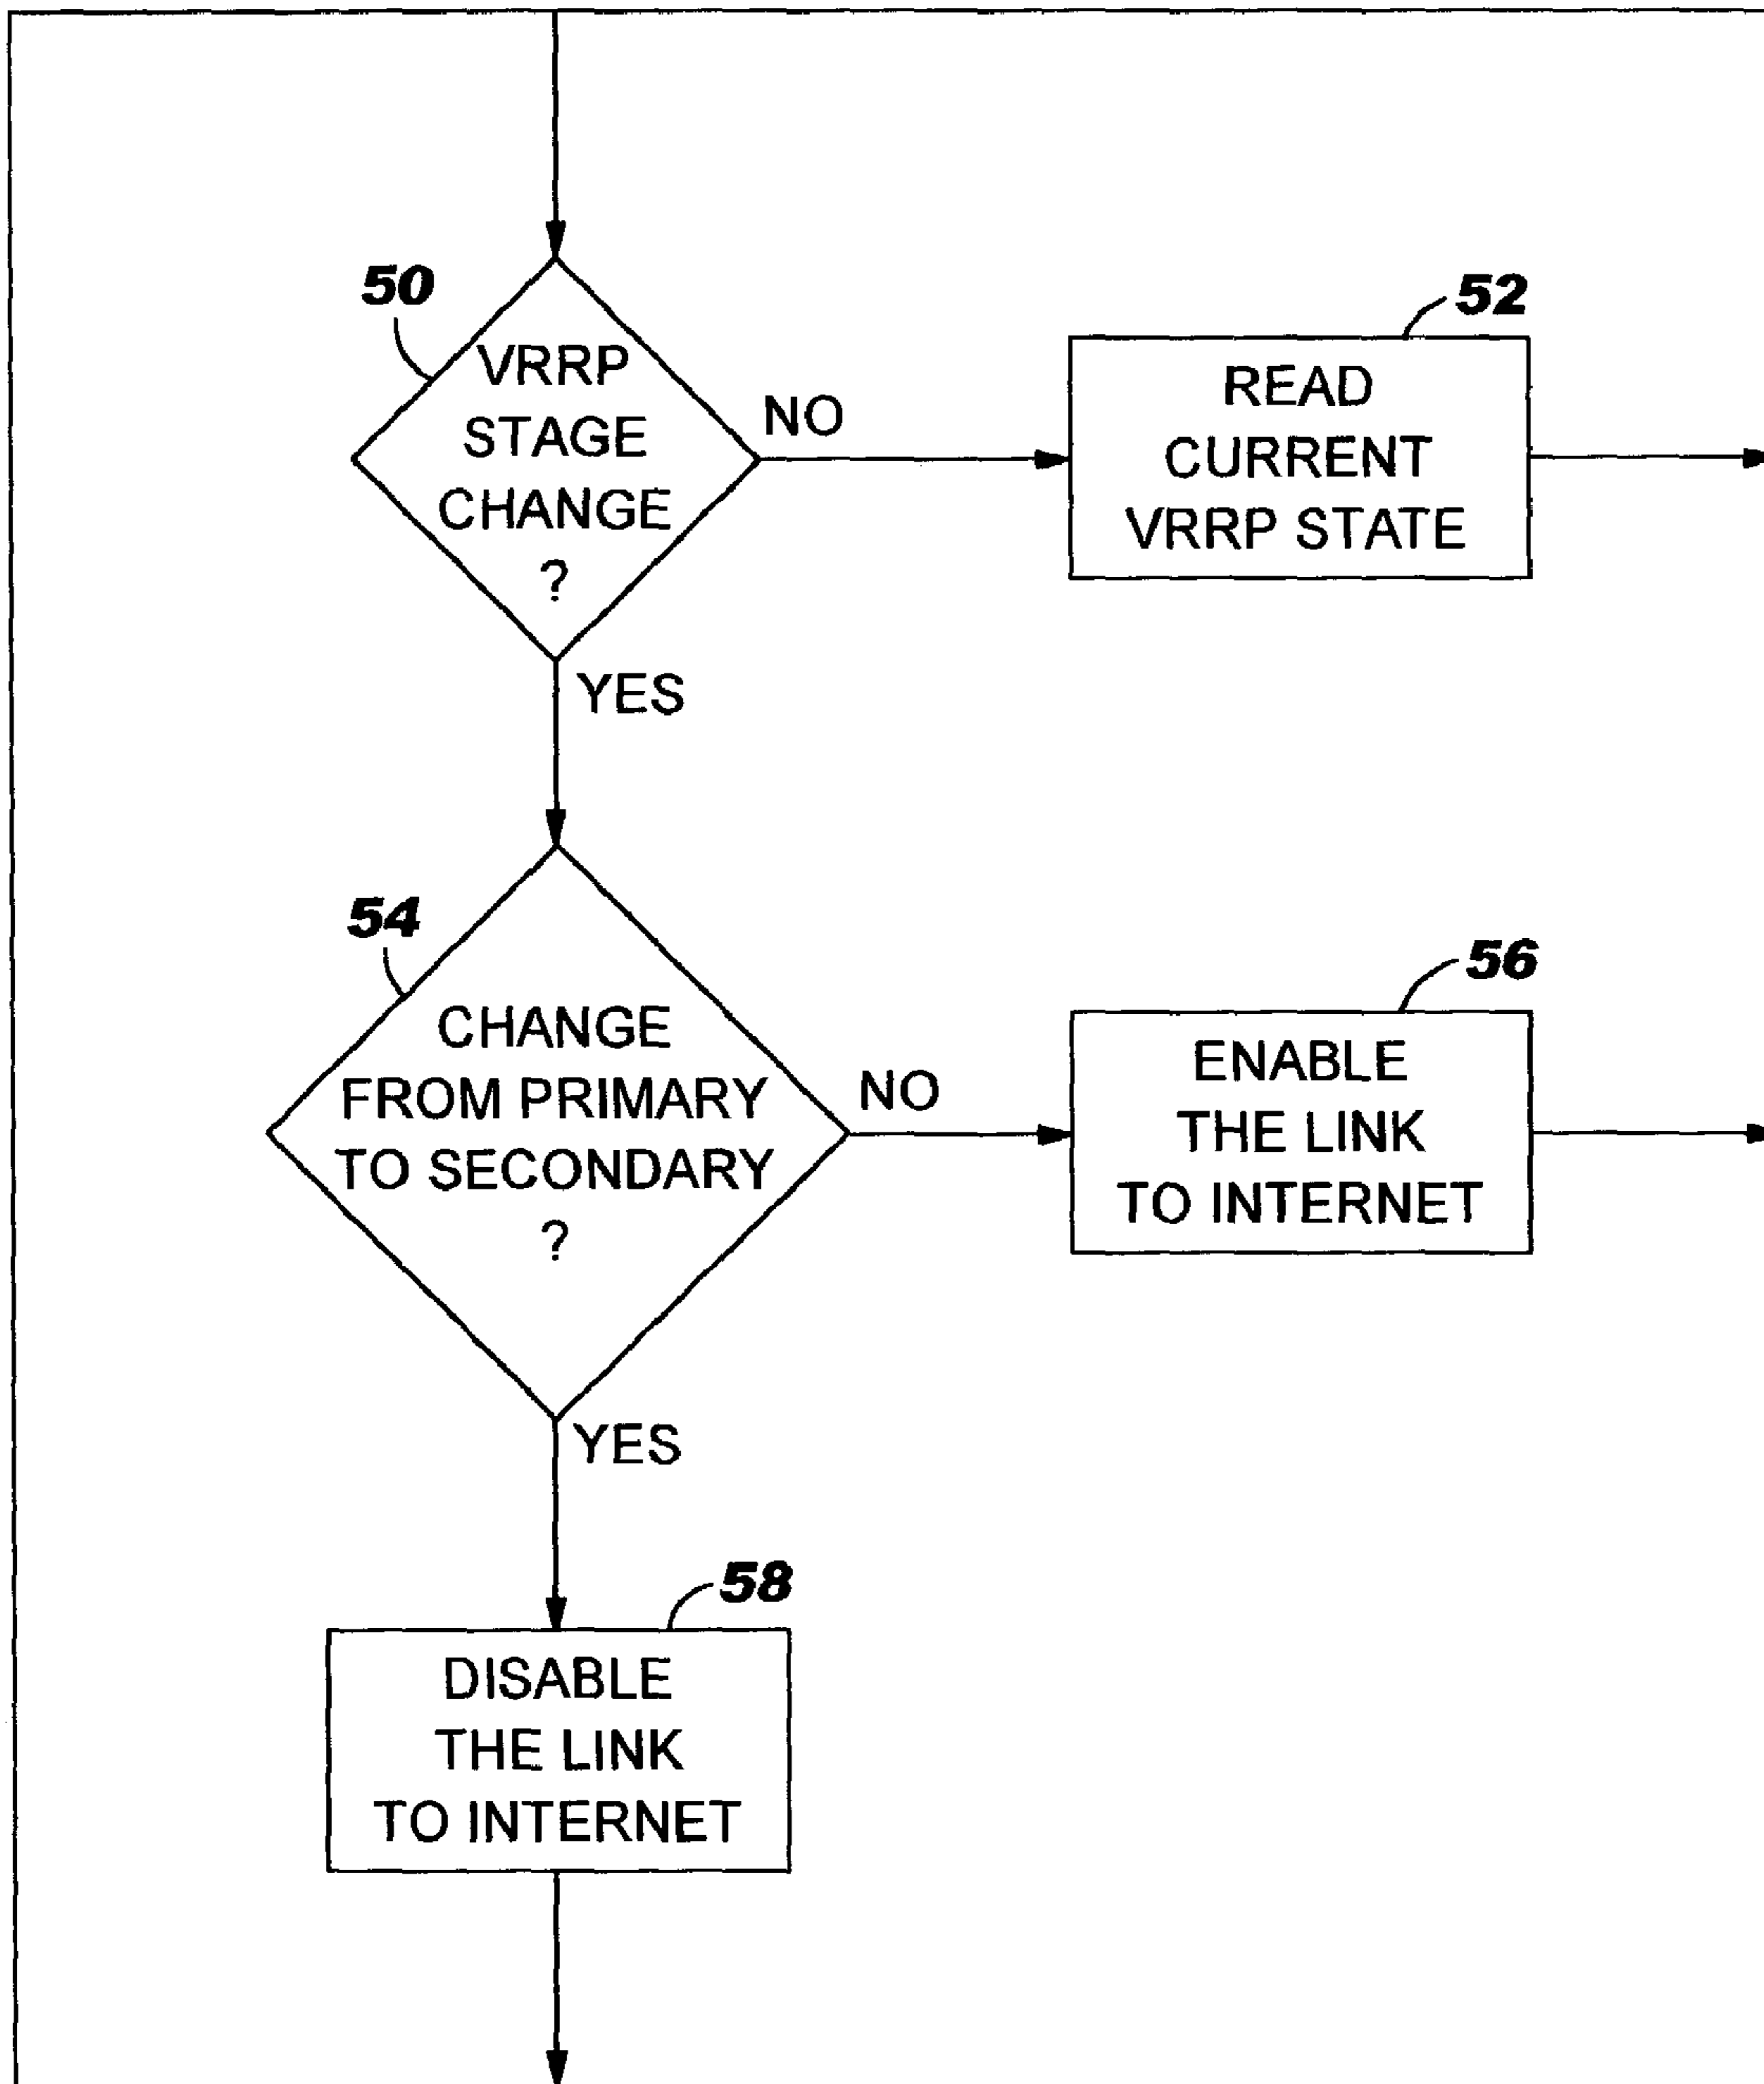 50
VRRP
STAGE
CHANGE
?
NO
52
READ
CURRENT
VRRP STATE
YES
54
CHANGE
FROM PRIMARY
TO SECONDARY
?
NO
56
ENABLE
THE LINK
TO INTERNET
YES
58
DISABLE
THE LINK
TO INTERNET